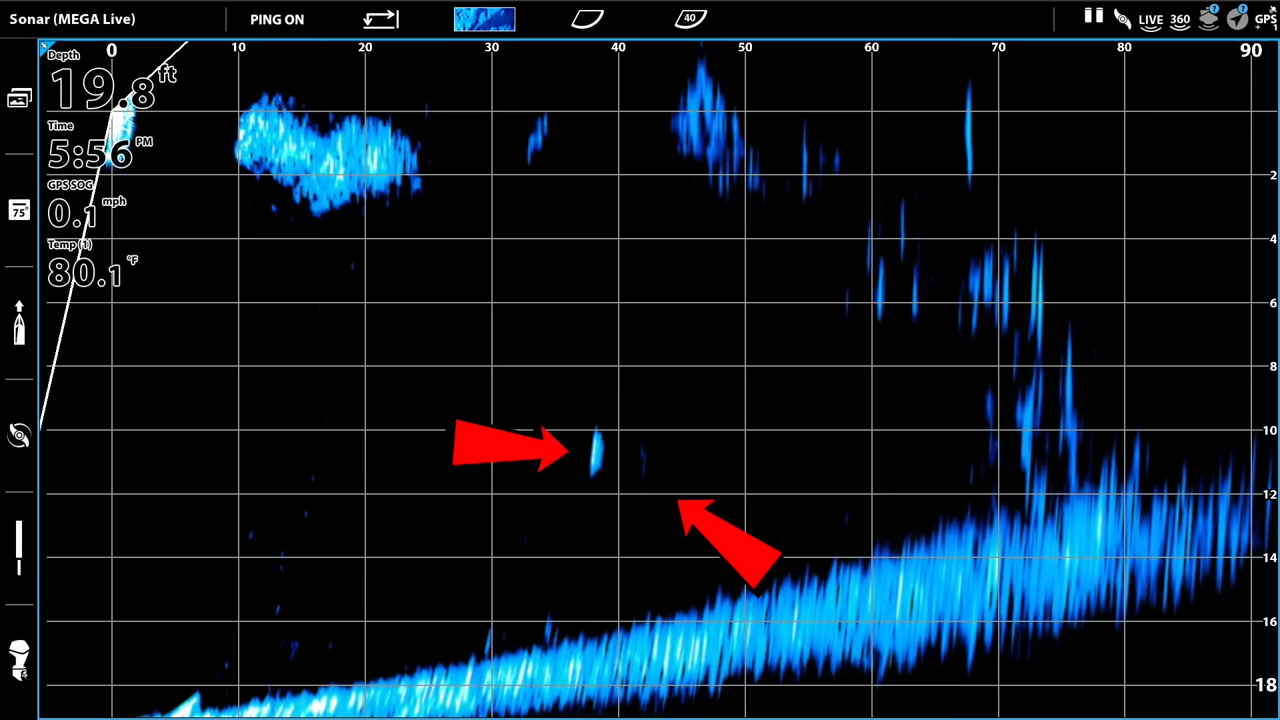 Sonar (MEGA Live) PING ON 40 LIVE 360 ? ? GPS
0 10 20 30 40 50 60 70 80 90
Depth
19.8 ft
Time
5:56 PM
2
GPS SOG
75°
0.1 mph
4
Temp (1)
80.1 °F
6
8
10
12
14
16
18